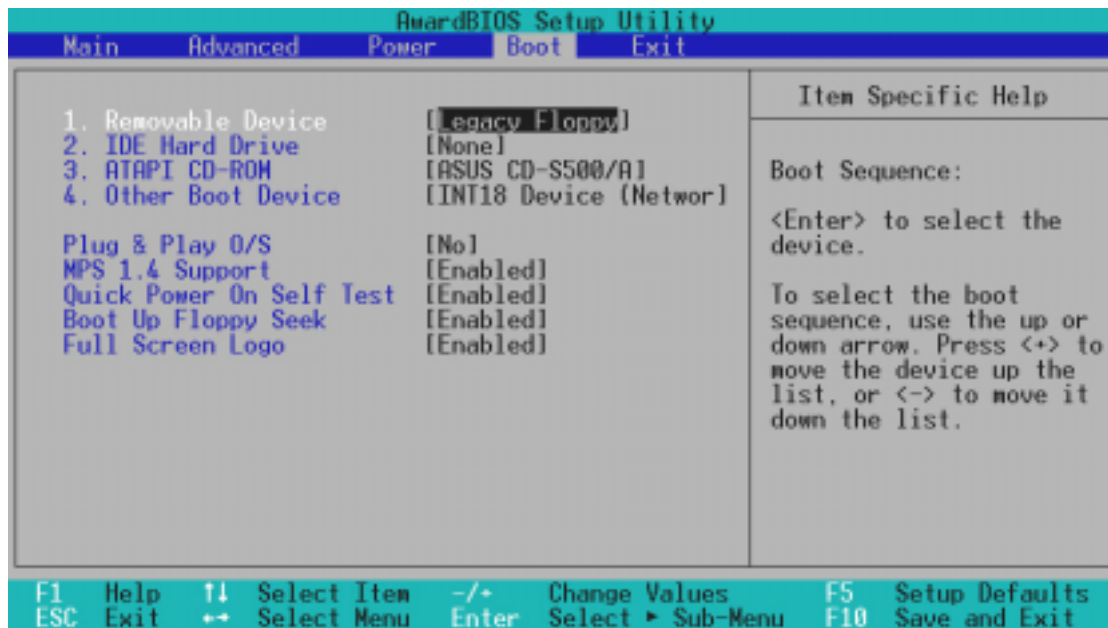 AwardBIOS Setup Utility
Main Advanced Power Boot Exit
1. Removable Device [Legacy Floppy]
2. IDE Hard Drive [None]
3. ATAPI CD-ROM [ASUS CD-S500/A]
4. Other Boot Device [INT18 Device (Networ]
Plug & Play O/S [No]
MPS 1.4 Support [Enabled]
Quick Power On Self Test [Enabled]
Boot Up Floppy Seek [Enabled]
Full Screen Logo [Enabled]
Item Specific Help
Boot Sequence:
<Enter> to select the
device.
To select the boot
sequence, use the up or
down arrow. Press <+> to
move the device up the
list, or <-> to move it
down the list.
F1 Help ↑↓ Select Item -/+ Change Values F5 Setup Defaults
ESC Exit ←→ Select Menu Enter Select ► Sub-Menu F10 Save and Exit